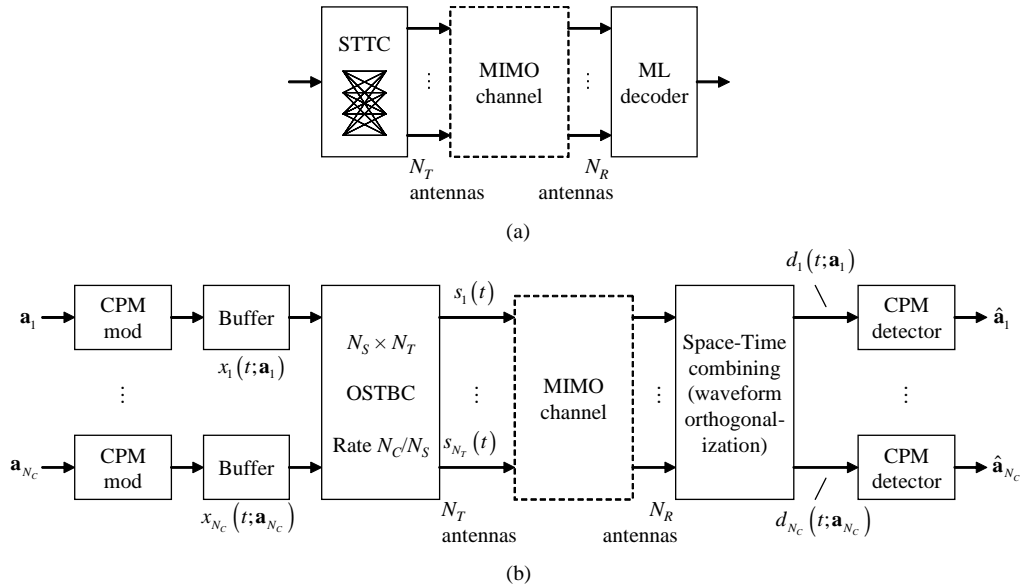 STTC
⋮
MIMO
channel
⋮
ML
decoder
N_T
antennas
N_R
antennas
(a)
a_1
CPM
mod
Buffer
x_1(t;a_1)
⋮
⋮
a_{N_C}
CPM
mod
Buffer
x_{N_C}(t;a_{N_C})
N_S × N_T
OSTBC
Rate N_C/N_S
s_1(t)
⋮
s_{N_T}(t)
N_T
antennas
MIMO
channel
⋮
N_R
antennas
Space-Time
combining
(waveform
orthogonal-
ization)
d_1(t;a_1)
CPM
detector
â_1
⋮
⋮
CPM
detector
â_{N_C}
d_{N_C}(t;a_{N_C})
(b)